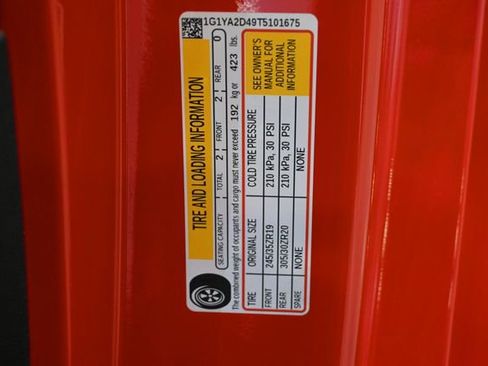 1G1YA2D49T5101675
TIRE AND LOADING INFORMATION
SEATING CAPACITY TOTAL 2 FRONT 2 REAR 0
The combined weight of occupants and cargo must never exceed 192 kg or 423 lbs.
TIRE ORIGINAL SIZE COLD TIRE PRESSURE
FRONT 245/35ZR19 210 kPa, 30 PSI
REAR 305/30ZR20 210 kPa, 30 PSI
SPARE NONE NONE
SEE OWNER'S
MANUAL FOR
ADDITIONAL
INFORMATION